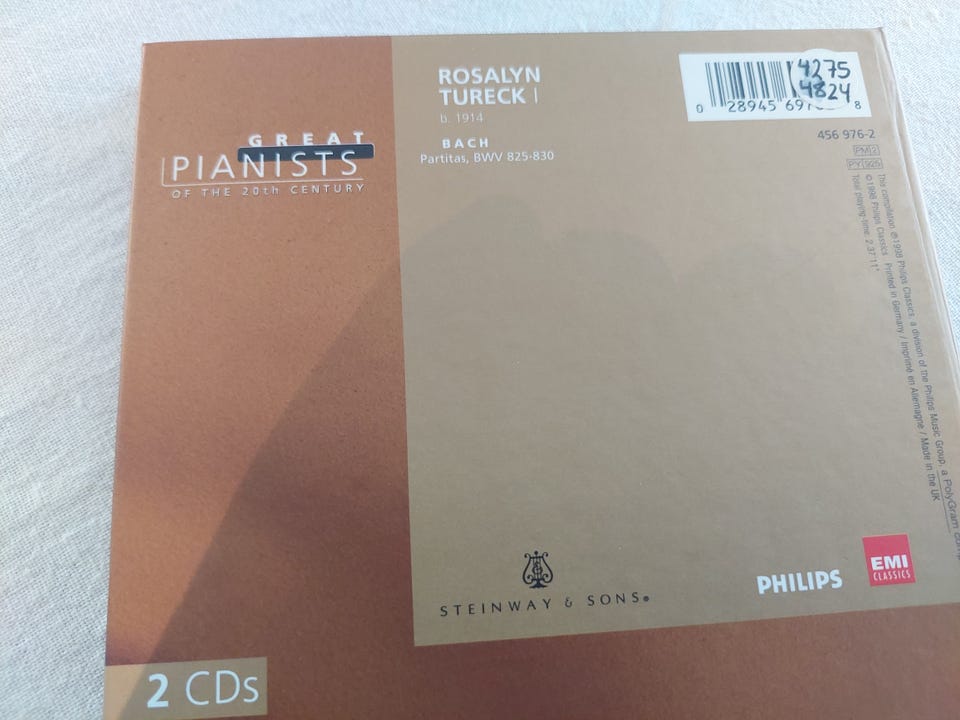 GREAT
PIANISTS
OF THE 20th CENTURY
ROSALYN
TURECK I
b. 1914
BACH
Partitas, BWV 825-830
4275
4824
0 28945 697 8
456 976-2
PM 2
PY 925
This compilation ℗1998 Philips Classics, a division of the Philips Music Group, a PolyGram
©1998 Philips Classics Printed in Germany / Imprimé en Allemagne / Made in the UK
Total playing-time: 2.37'11"
STEINWAY & SONS
PHILIPS
EMI
CLASSICS
2 CDs